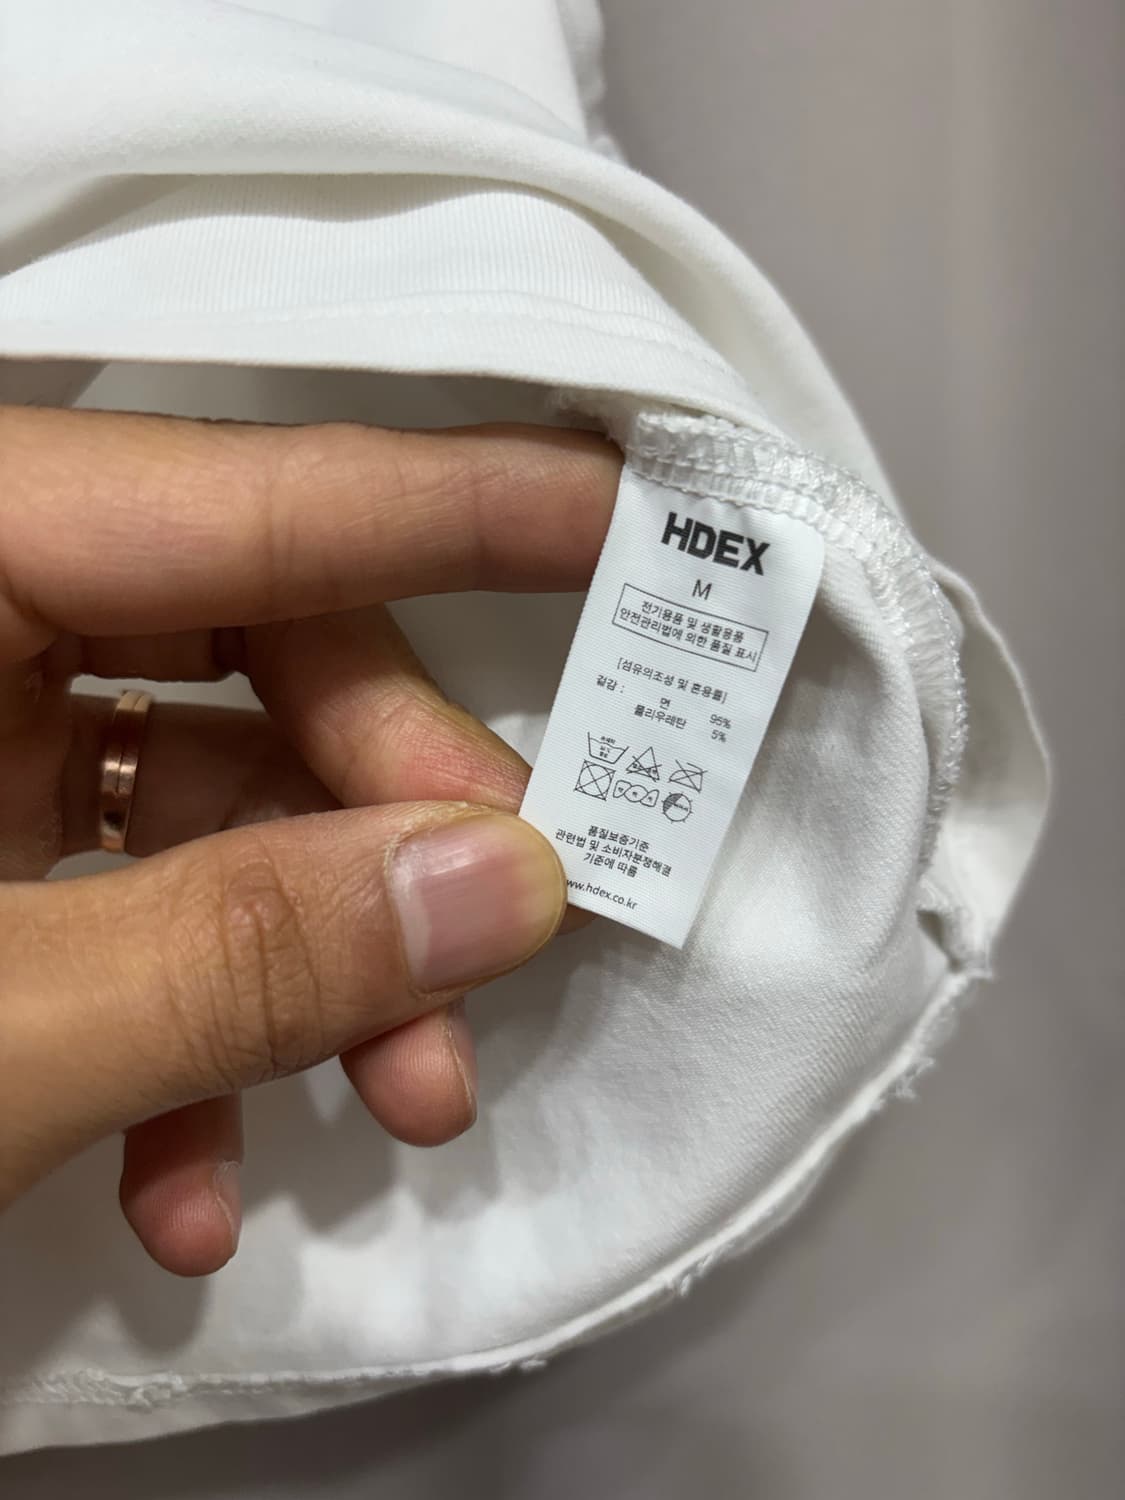 HDEX
M
전기용품 및 생활용품
안전관리법에 의한 품질 표시
[섬유의조성 및 혼용률]
겉감 : 면 95%
폴리우레탄 5%
품질보증기준
관련법 및 소비자분쟁해결
기준에 따름
ww.hdex.co.kr